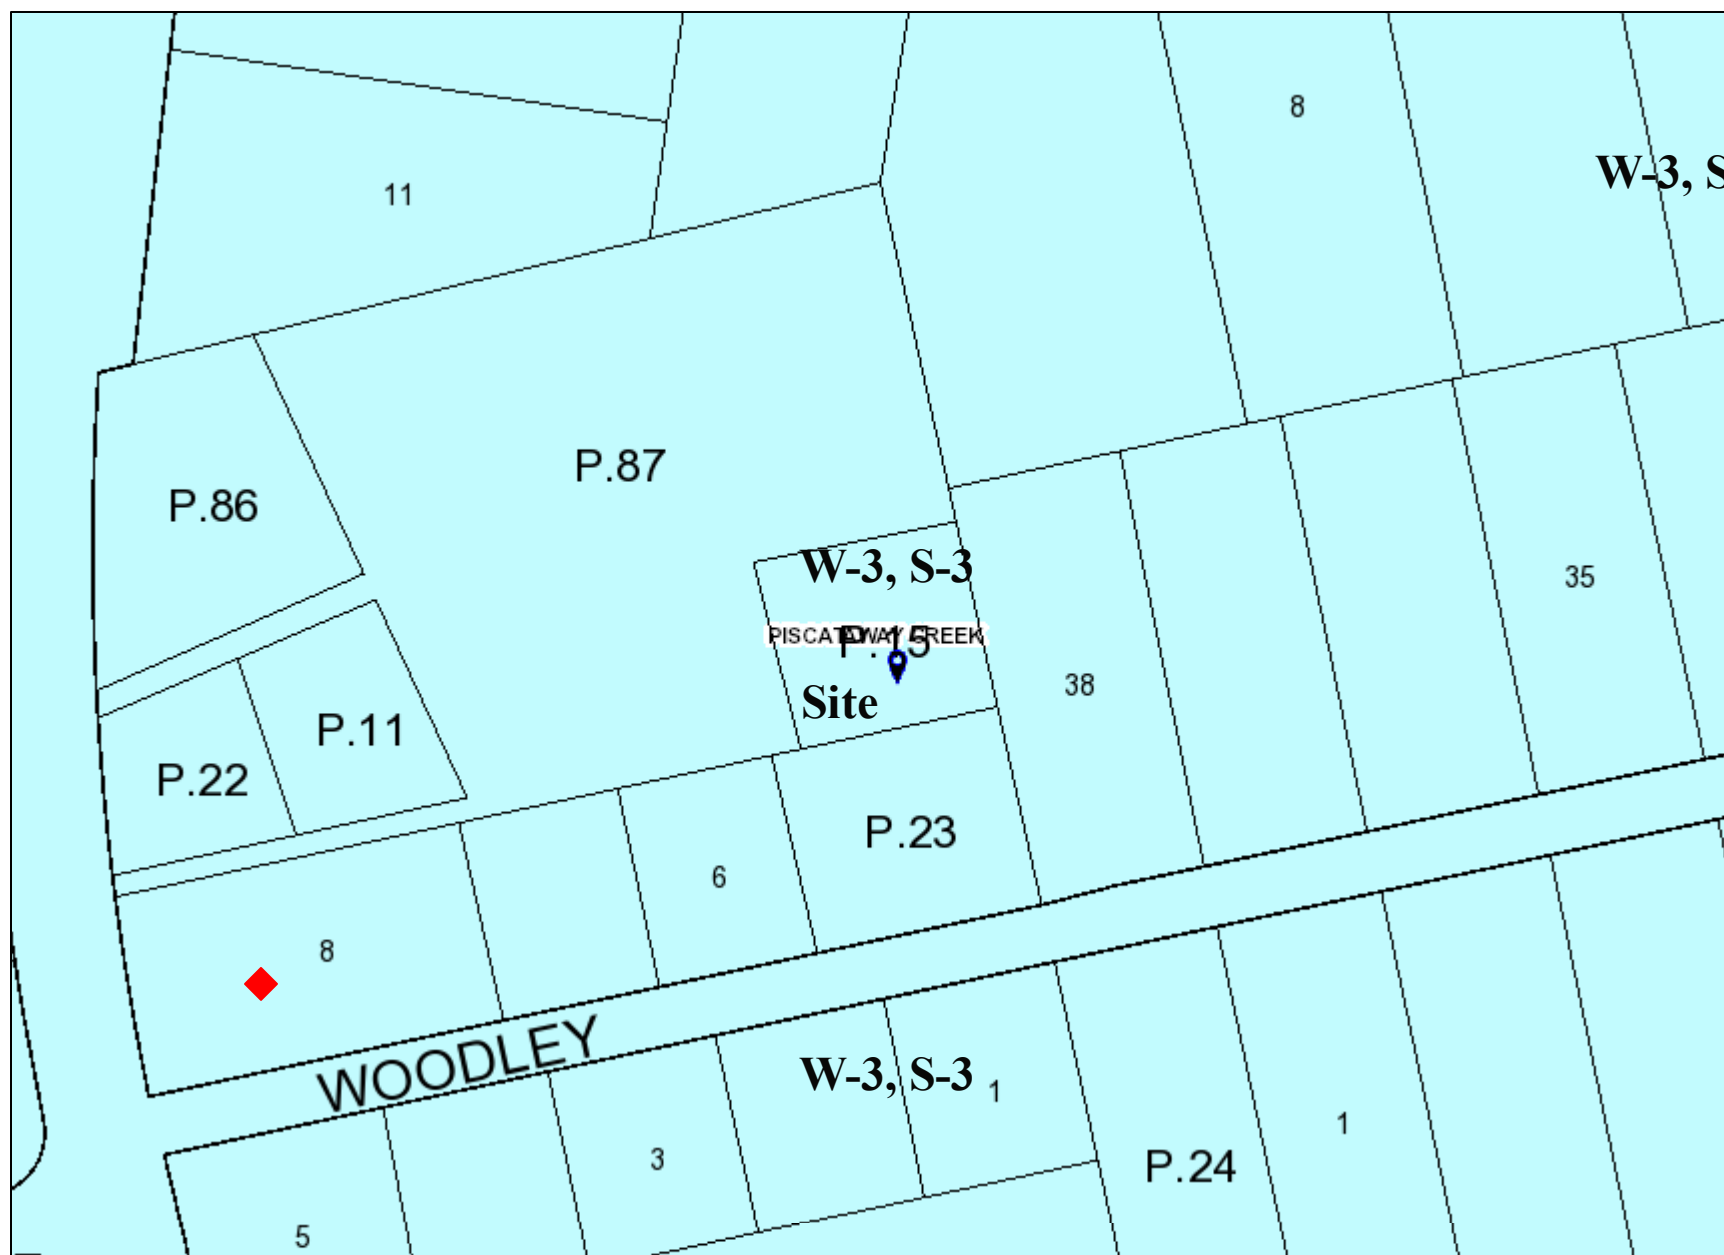 8
W-3, S
11
P.87
P.86
W-3, S-3
35
PISCATAWAY CREEK
P.15
38
Site
P.11
P.22
P.23
6
8
WOODLEY
W-3, S-3
1
1
3
P.24
5